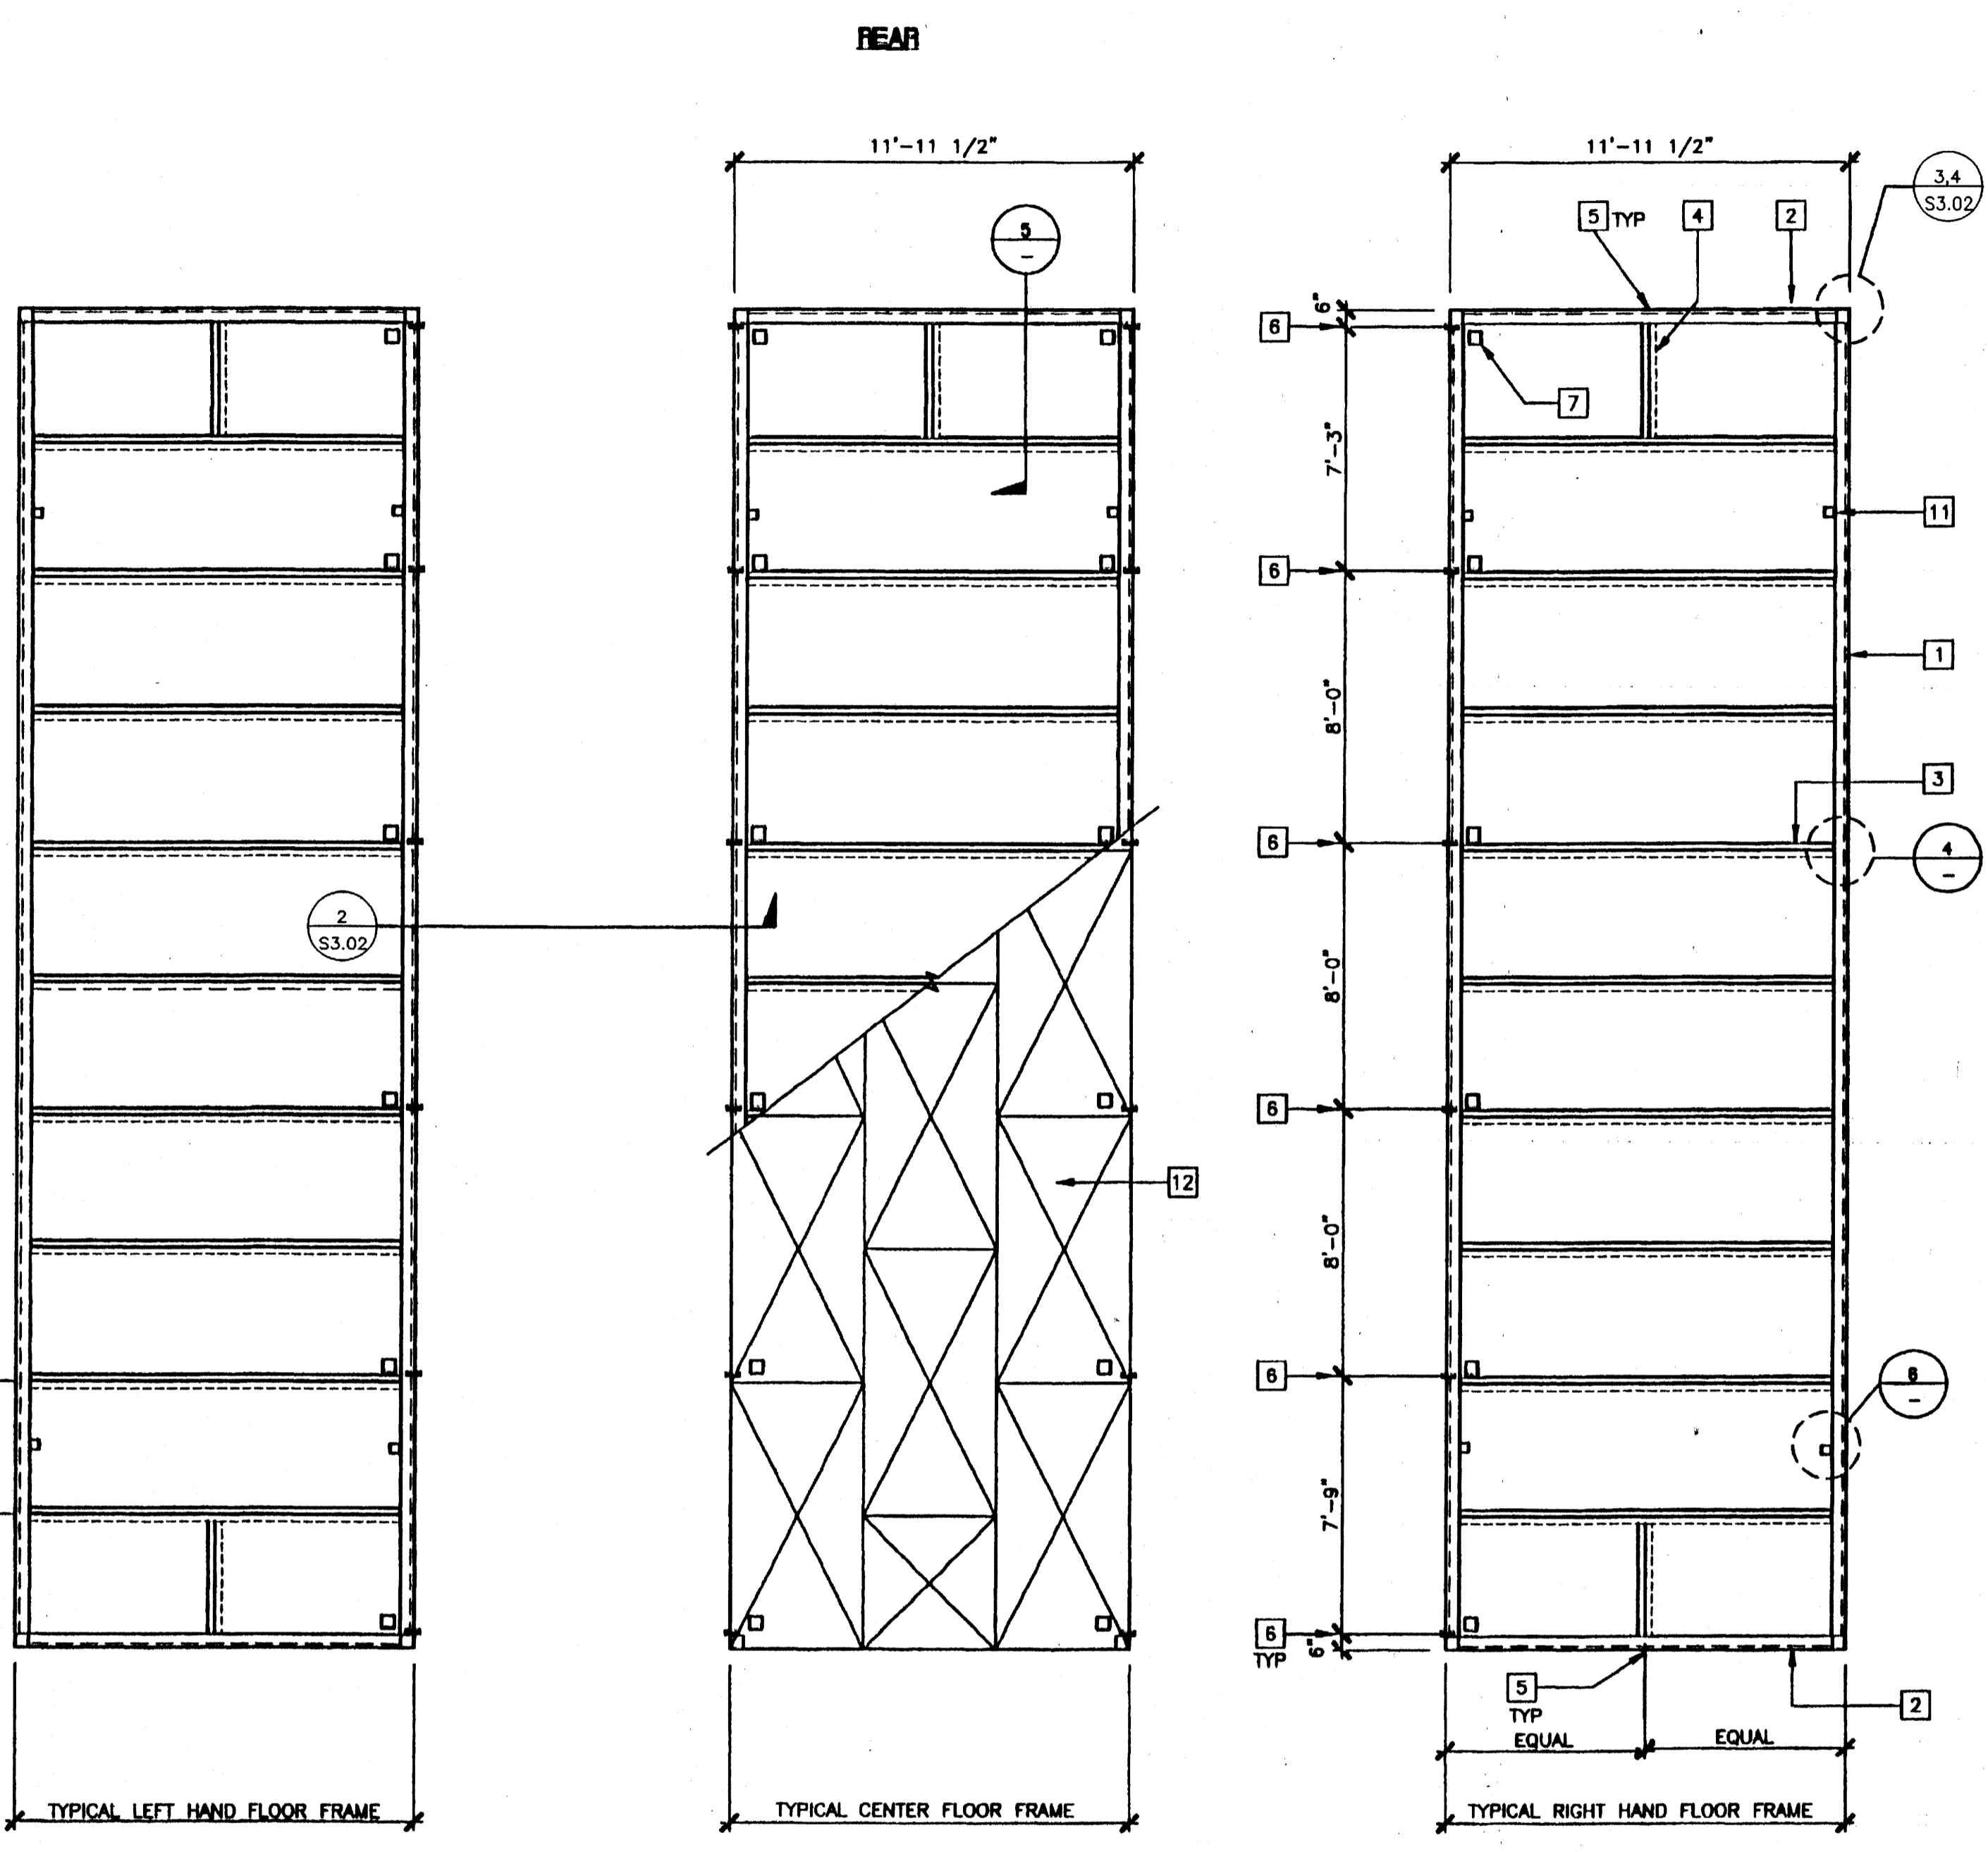 REAR
11'-11 1/2"
11'-11 1/2"
3,4
S3.02
5 TYP
4
2
5
–
6"
6
7
7'-3"
11
6
1
8'-0"
3
6
4
–
2
S3.02
8'-0"
6
12
8'-0"
6
6
–
7'-9"
6
TYP
6"
5
TYP
2
EQUAL
EQUAL
TYPICAL LEFT HAND FLOOR FRAME
TYPICAL CENTER FLOOR FRAME
TYPICAL RIGHT HAND FLOOR FRAME